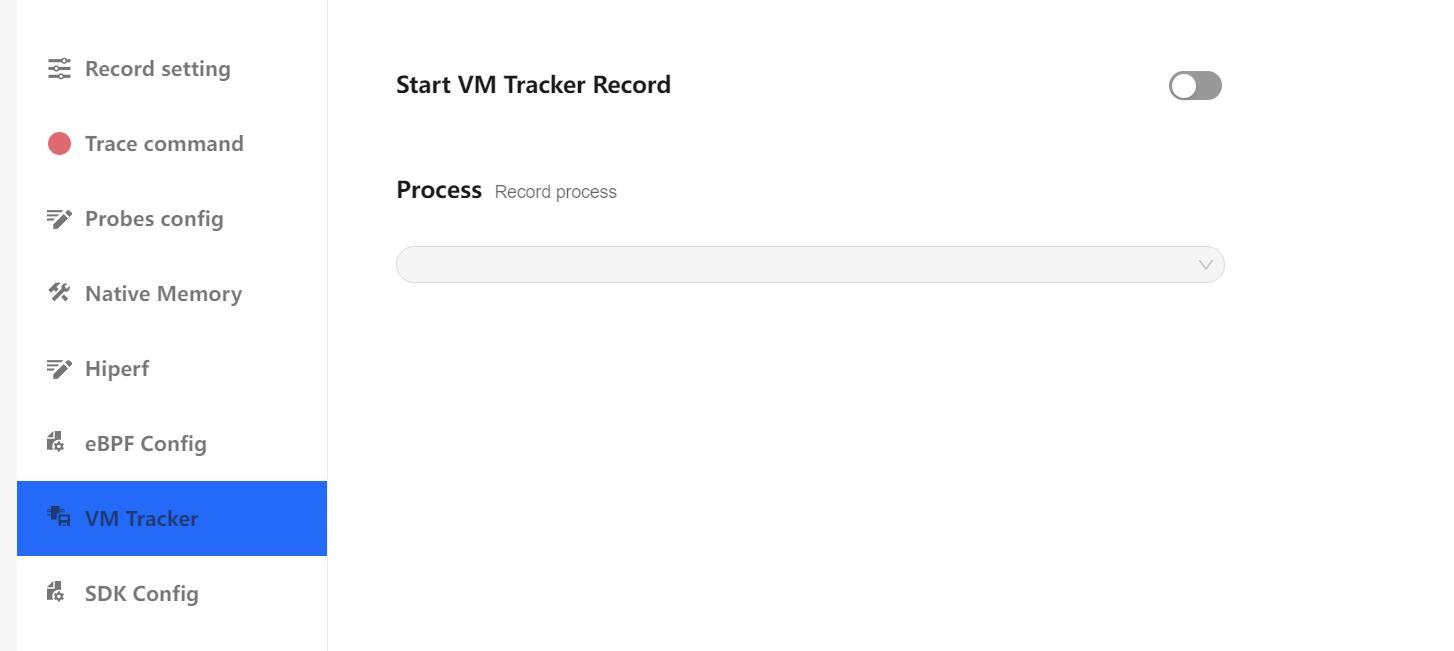 Record setting
Trace command
Probes config
Native Memory
Hiperf
eBPF Config
VM Tracker
SDK Config
Start VM Tracker Record
Process Record process